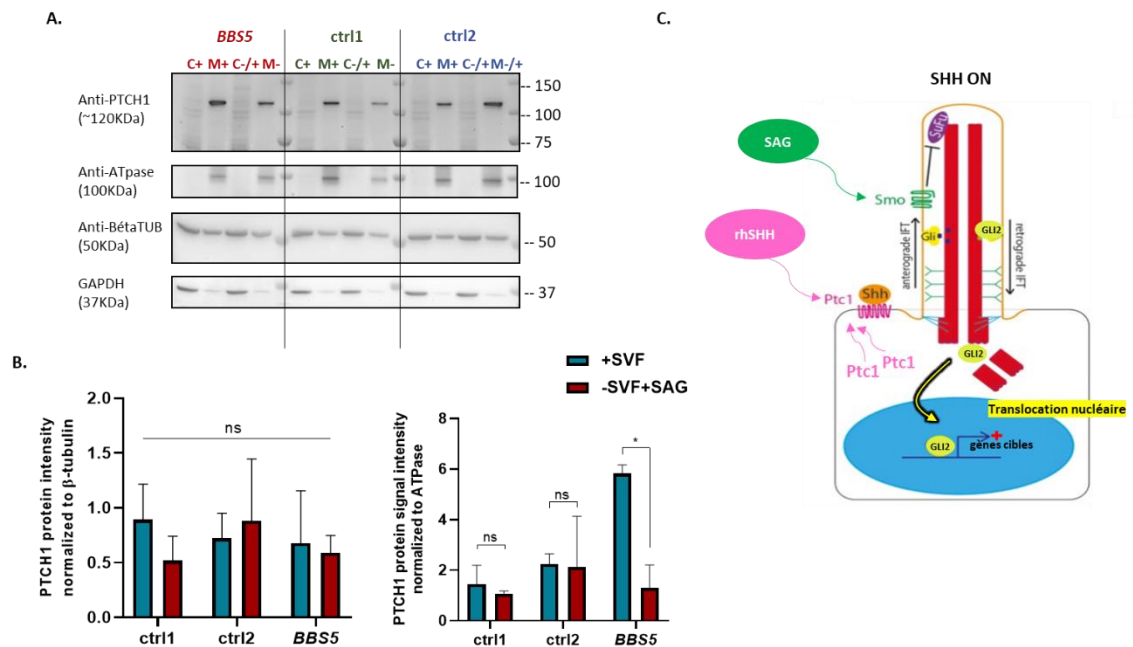 A.
BBS5 ctrl1 ctrl2
C+ M+ C-/+ M- C+ M+ C-/+ M- C+ M+ C-/+ M-/+
Anti-PTCH1
(~120KDa)
-- 150
-- 100
-- 75
Anti-ATpase
(100KDa)
-- 100
Anti-BétaTUB
(50KDa)
-- 50
GAPDH
(37KDa)
-- 37
B.
PTCH1 protein intensity
normalized to β-tubulin
2.0
1.5
1.0
0.5
0.0
ns
ctrl1 ctrl2 BBS5
+SVF
-SVF+SAG
PTCH1 protein signal intensity
normalized to ATPase
8
6
4
2
0
ns
ns
*
ctrl1 ctrl2 BBS5
C.
SHH ON
SuFu
SAG
Smo
rhSHH
Gli
GLI2
anterograde IFT
retrograde IFT
Shh
Ptc1
Ptc1
Ptc1
GLI2
Translocation nucléaire
GLI2
gènes cibles